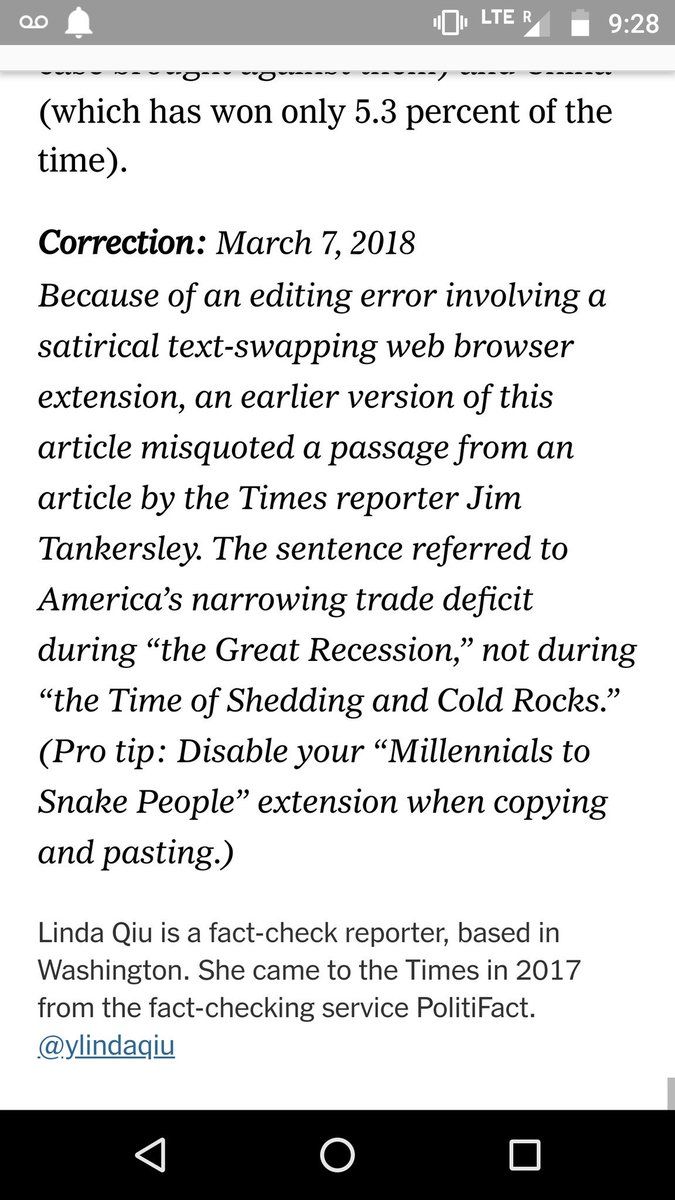 LTE R 9:28
(which has won only 5.3 percent of the
time).
Correction: March 7, 2018
Because of an editing error involving a
satirical text-swapping web browser
extension, an earlier version of this
article misquoted a passage from an
article by the Times reporter Jim
Tankersley. The sentence referred to
America’s narrowing trade deficit
during “the Great Recession,” not during
“the Time of Shedding and Cold Rocks.”
(Pro tip: Disable your “Millennials to
Snake People” extension when copying
and pasting.)
Linda Qiu is a fact-check reporter, based in
Washington. She came to the Times in 2017
from the fact-checking service PolitiFact.
@ylindaqiu